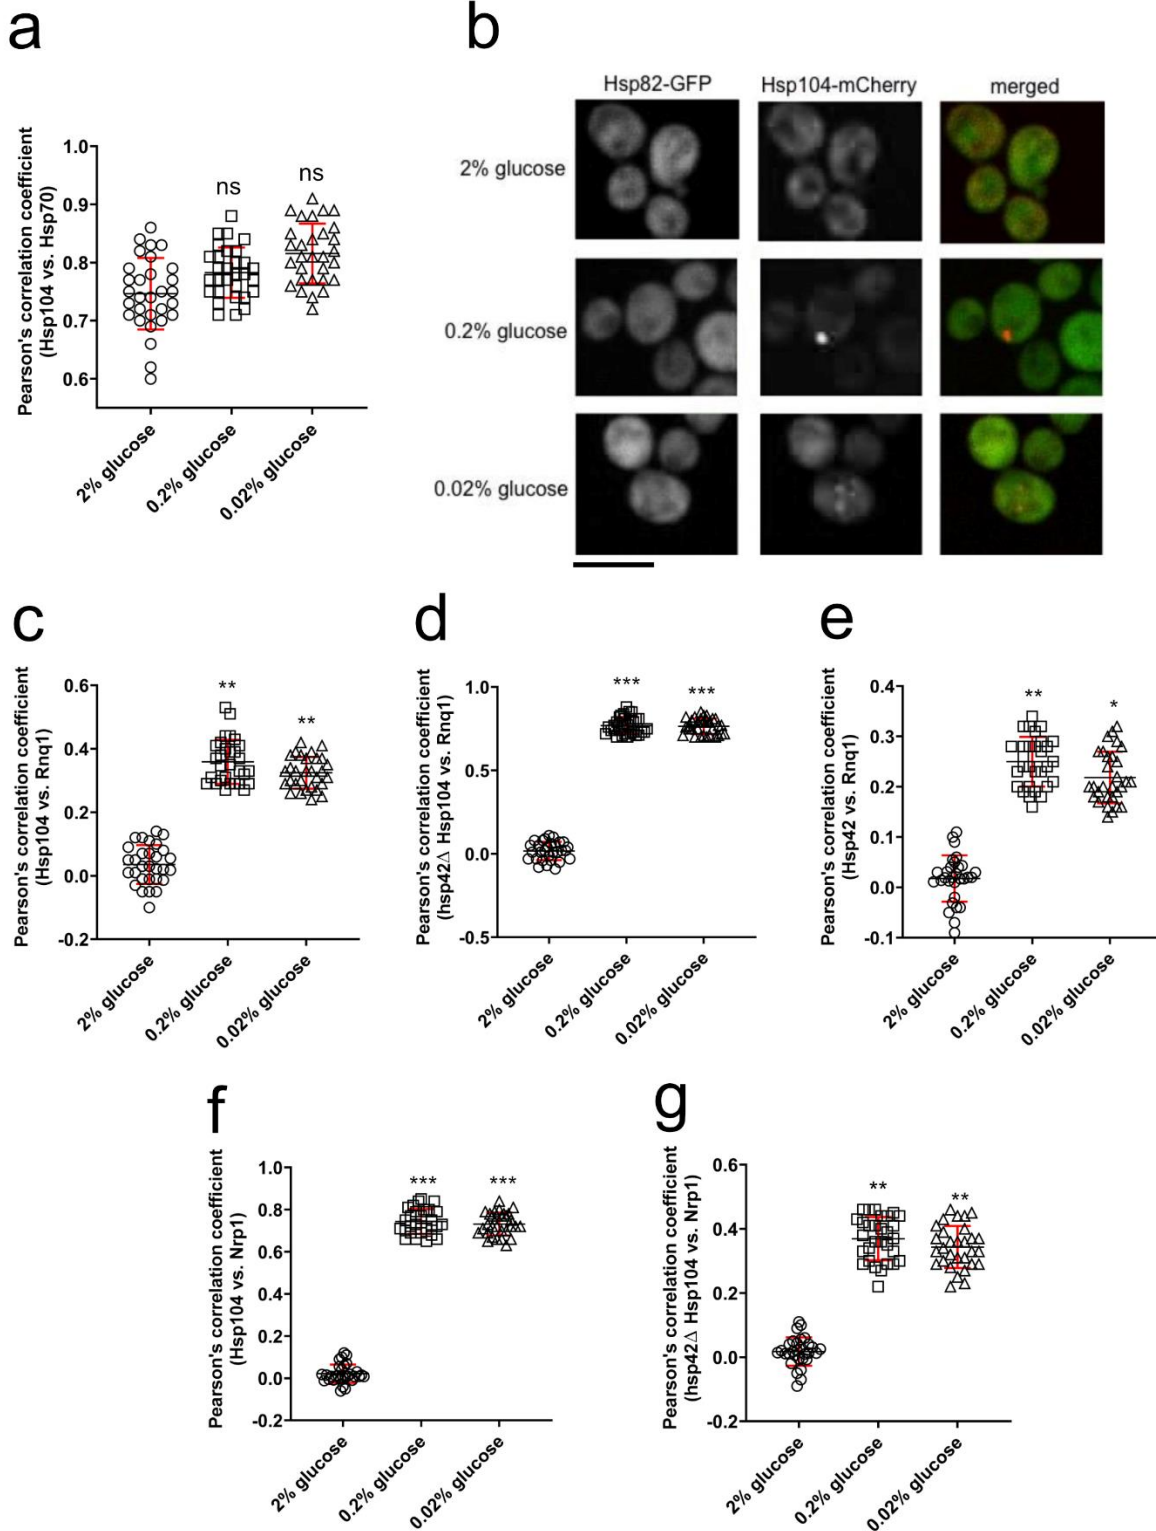 a
Pearson's correlation coefficient
(Hsp104 vs. Hsp70)
1.0
0.9
0.8
0.7
0.6
ns
ns
2% glucose
0.2% glucose
0.02% glucose
b
Hsp82-GFP
Hsp104-mCherry
merged
2% glucose
0.2% glucose
0.02% glucose
c
Pearson's correlation coefficient
(Hsp104 vs. Rnq1)
0.6
0.4
0.2
0.0
-0.2
**
**
2% glucose
0.2% glucose
0.02% glucose
d
Pearson's correlation coefficient
(hsp42Δ Hsp104 vs. Rnq1)
1.0
0.5
0.0
-0.5
***
***
2% glucose
0.2% glucose
0.02% glucose
e
Pearson's correlation coefficient
(Hsp42 vs. Rnq1)
0.4
0.3
0.2
0.1
0.0
-0.1
**
*
2% glucose
0.2% glucose
0.02% glucose
f
Pearson's correlation coefficient
(Hsp104 vs. Nrp1)
1.0
0.8
0.6
0.4
0.2
0.0
-0.2
***
***
2% glucose
0.2% glucose
0.02% glucose
g
Pearson's correlation coefficient
(hsp42Δ Hsp104 vs. Nrp1)
0.6
0.4
0.2
0.0
-0.2
**
**
2% glucose
0.2% glucose
0.02% glucose